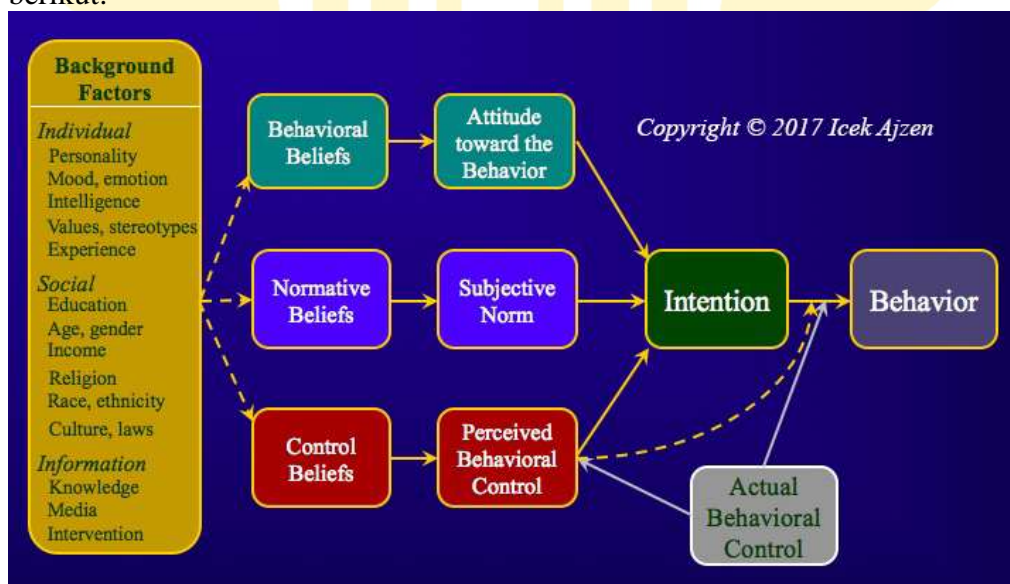 berikut:
Background
Factors
Individual
Personality
Mood, emotion
Intelligence
Values, stereotypes
Experience
Social
Education
Age, gender
Income
Religion
Race, ethnicity
Culture, laws
Information
Knowledge
Media
Intervention
Behavioral
Beliefs
Attitude
toward the
Behavior
Copyright © 2017 Icek Ajzen
Normative
Beliefs
Subjective
Norm
Intention
Behavior
Control
Beliefs
Perceived
Behavioral
Control
Actual
Behavioral
Control